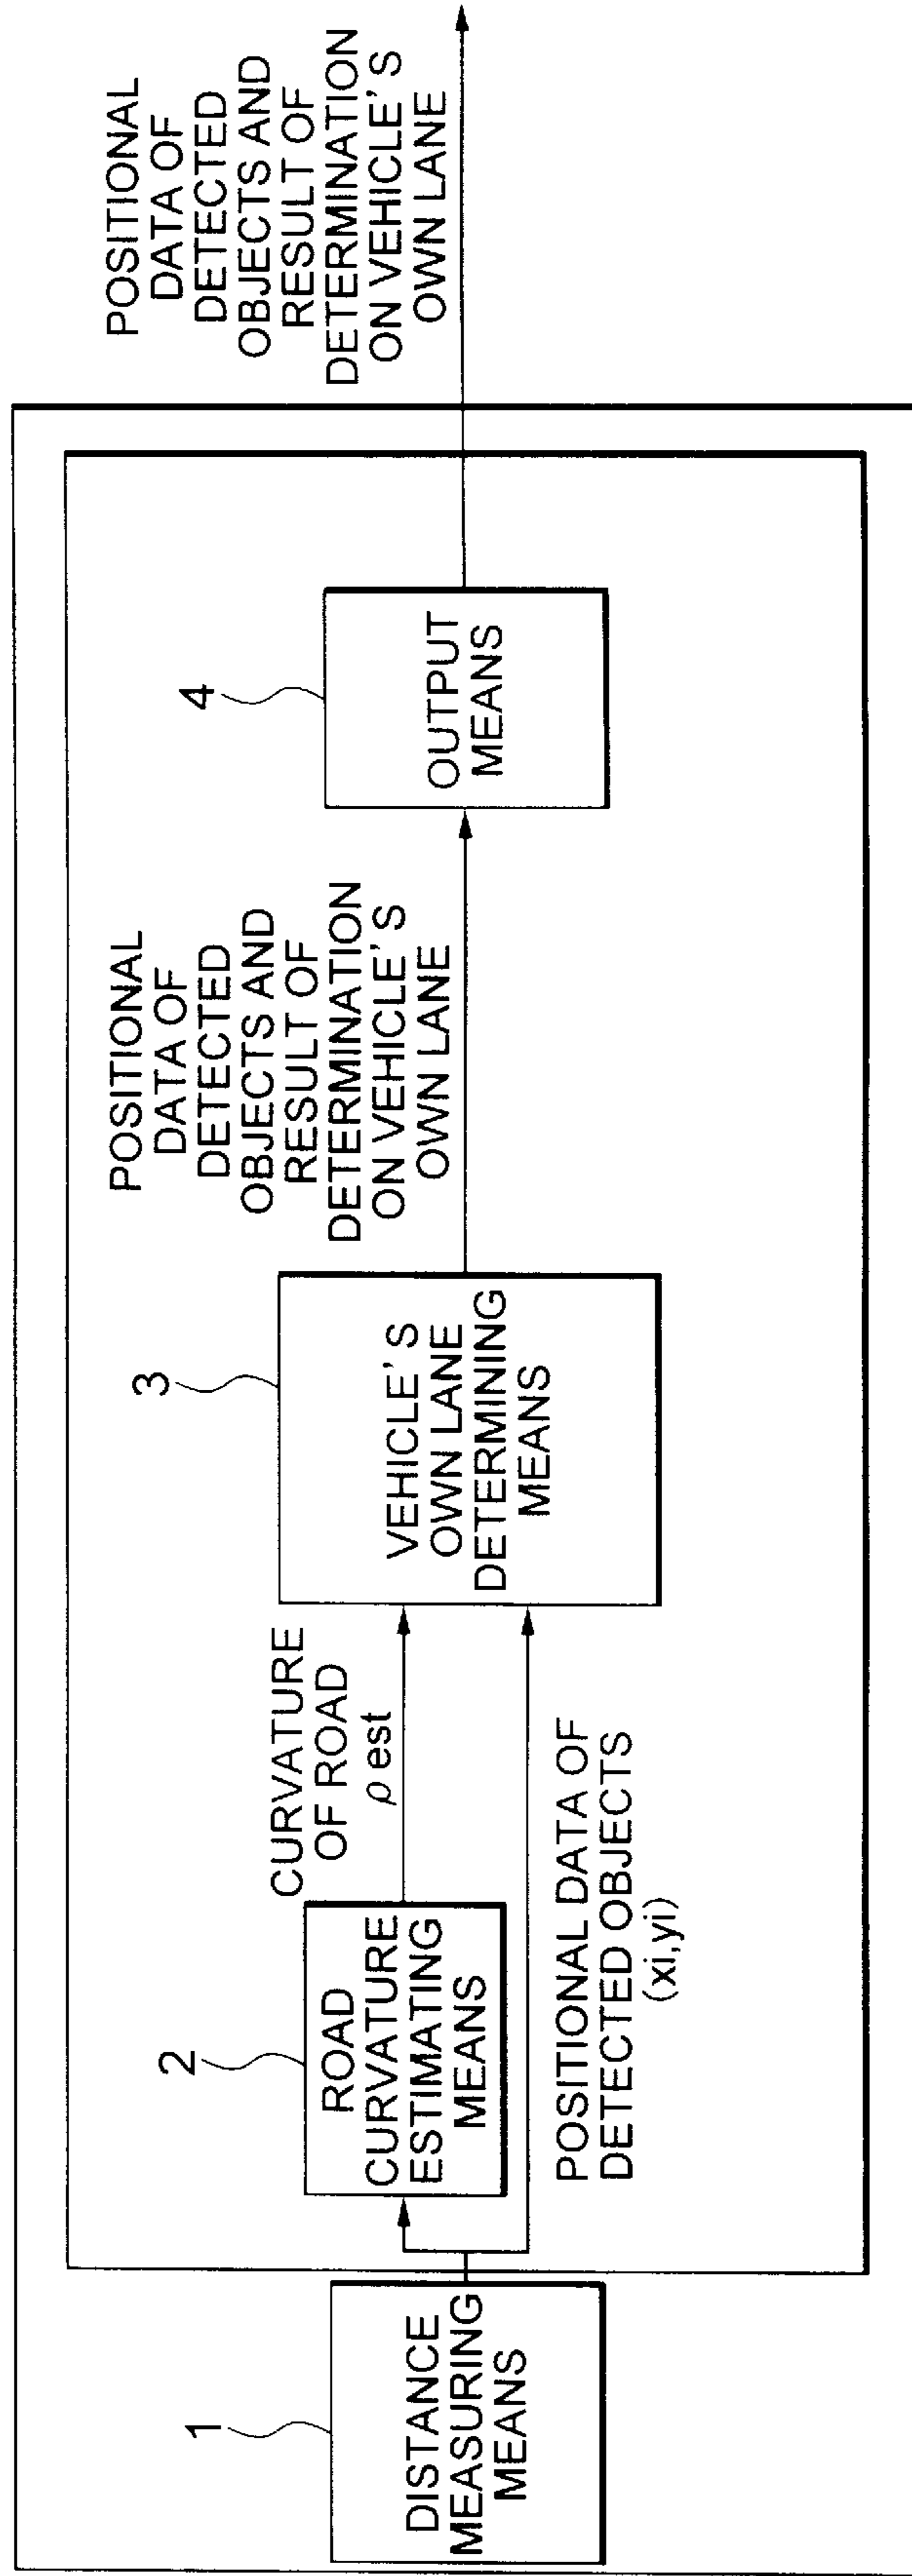 1
DISTANCE
MEASURING
MEANS
2
ROAD
CURVATURE
ESTIMATING
MEANS
CURVATURE
OF ROAD
ρ est
POSITIONAL DATA OF
DETECTED OBJECTS
(xi,yi)
3
VEHICLE'S
OWN LANE
DETERMINING
MEANS
POSITIONAL
DATA OF
DETECTED
OBJECTS AND
RESULT OF
DETERMINATION
ON VEHICLE'S
OWN LANE
4
OUTPUT
MEANS
POSITIONAL
DATA OF
DETECTED
OBJECTS AND
RESULT OF
DETERMINATION
ON VEHICLE'S
OWN LANE